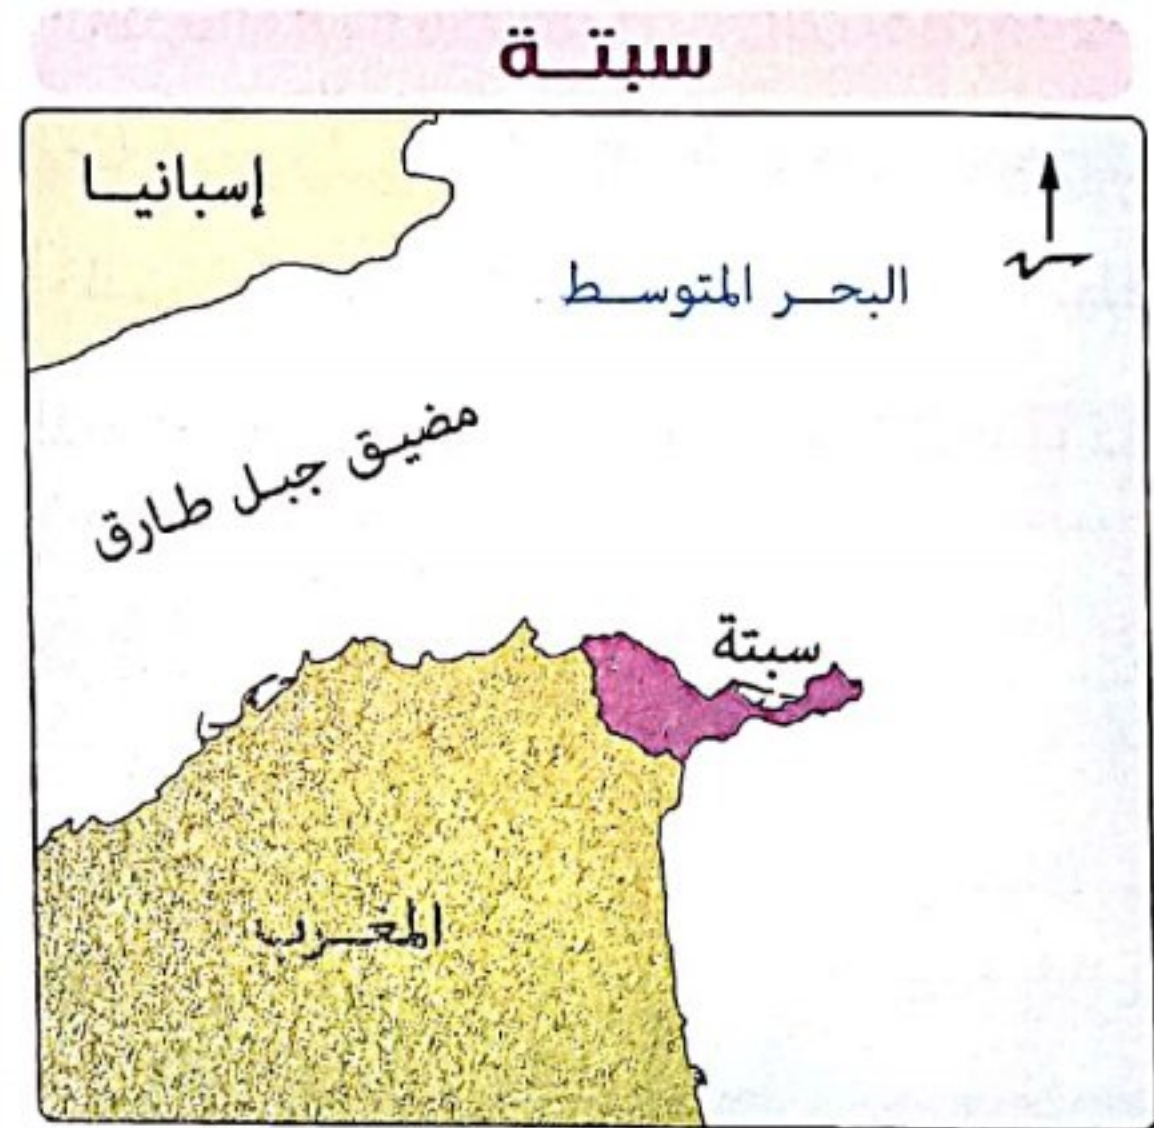 سبتة
إسبانيا
البحر المتوسط
مضيق جبل طارق
سبتة
المغرب